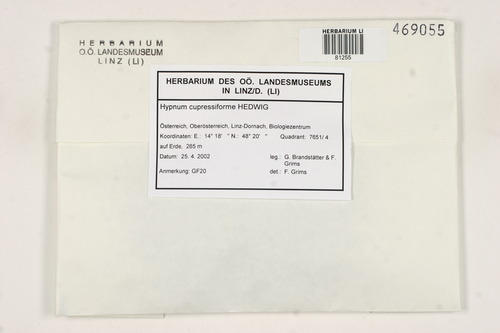 HERBARIUM
O.Ö. LANDESMUSEUM
LINZ (LI)
HERBARIUM LI
81255
469055
HERBARIUM DES OÖ. LANDESMUSEUMS
IN LINZ/D. (LI)
Hypnum cupressiforme HEDWIG
Österreich, Oberösterreich, Linz-Dornach, Biologiezentrum
Koordinaten: E.: 14° 18' " N.: 48° 20' " Quadrant: 7651/ 4
auf Erde, 265 m
Datum: 25. 4. 2002 leg.: G. Brandstätter & F. Grims
Anmerkung: GF20 det.: F. Grims